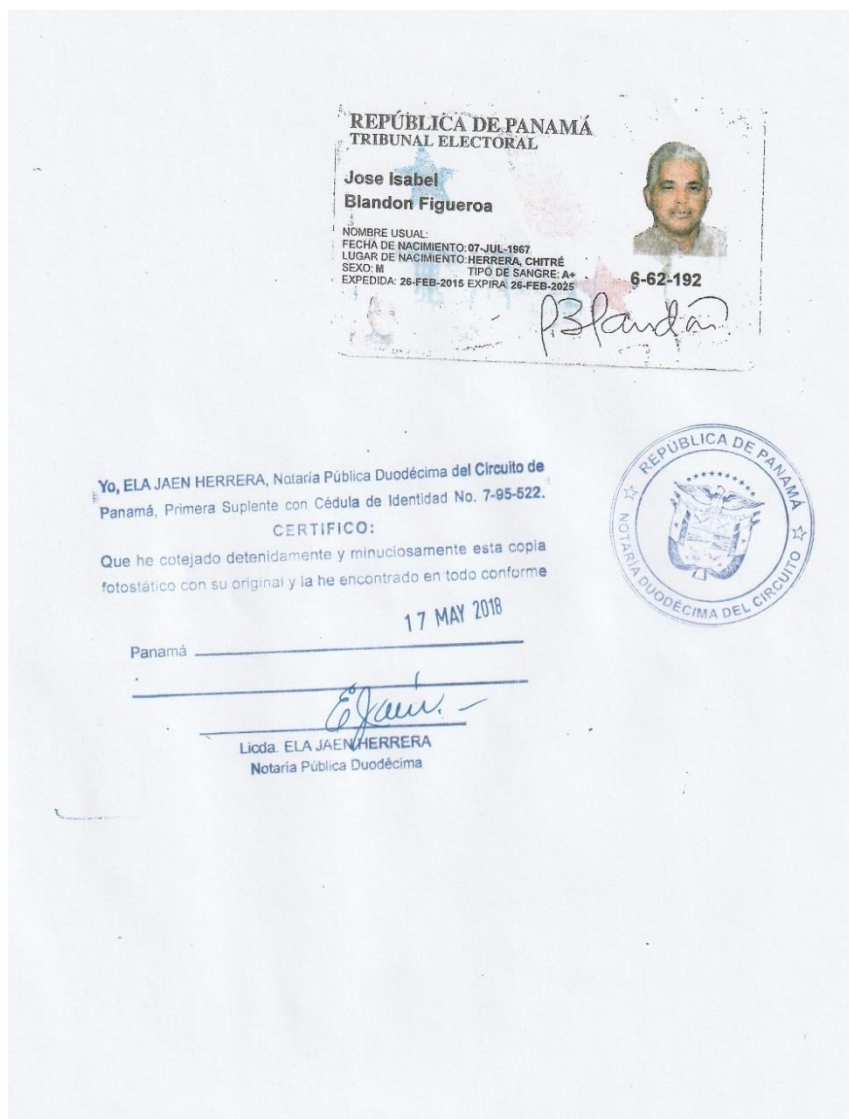 REPÚBLICA DE PANAMÁ
TRIBUNAL ELECTORAL
Jose Isabel
Blandon Figueroa
NOMBRE USUAL:
FECHA DE NACIMIENTO: 07-JUL-1967
LUGAR DE NACIMIENTO: HERRERA, CHITRÉ
SEXO: M TIPO DE SANGRE: A+
EXPEDIDA: 26-FEB-2015 EXPIRA: 26-FEB-2025
6-62-192
Blandón
Yo, ELA JAEN HERRERA, Notaria Pública Duodécima del Circuito de
Panamá, Primera Suplente con Cédula de Identidad No. 7-95-522.
CERTIFICO:
Que he cotejado detenidamente y minuciosamente esta copia
fotostático con su original y la he encontrado en todo conforme
17 MAY 2018
Panamá
EJaén.
Licda. ELA JAEN HERRERA
Notaria Pública Duodécima
REPÚBLICA DE PANAMÁ
NOTARÍA DUODÉCIMA DEL CIRCUITO